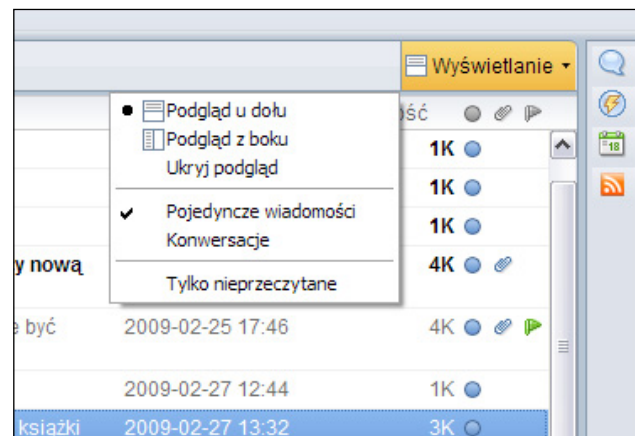 Wyświetlanie
Podgląd u dołu
ość
Podgląd z boku
1K
18
Ukryj podgląd
1K
Pojedyncze wiadomości
1K
Konwersacje
y nową
4K
Tylko nieprzeczytane
e być 2009-02-25 17:46 4K
2009-02-27 12:44 1K
książki 2009-02-27 13:32 3K